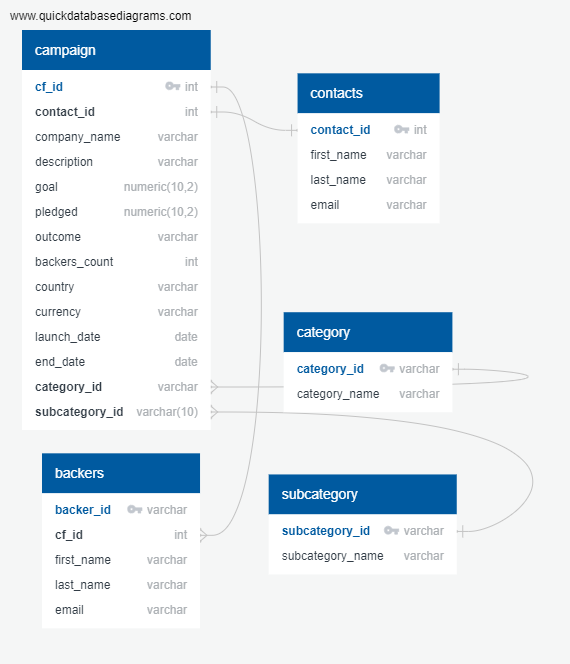 www.quickdatabasediagrams.com
campaign
cf_id int
contact_id int
company_name varchar
description varchar
goal numeric(10,2)
pledged numeric(10,2)
outcome varchar
backers_count int
country varchar
currency varchar
launch_date date
end_date date
category_id varchar
subcategory_id varchar(10)
contacts
contact_id int
first_name varchar
last_name varchar
email varchar
category
category_id varchar
category_name varchar
backers
backer_id varchar
cf_id int
first_name varchar
last_name varchar
email varchar
subcategory
subcategory_id varchar
subcategory_name varchar